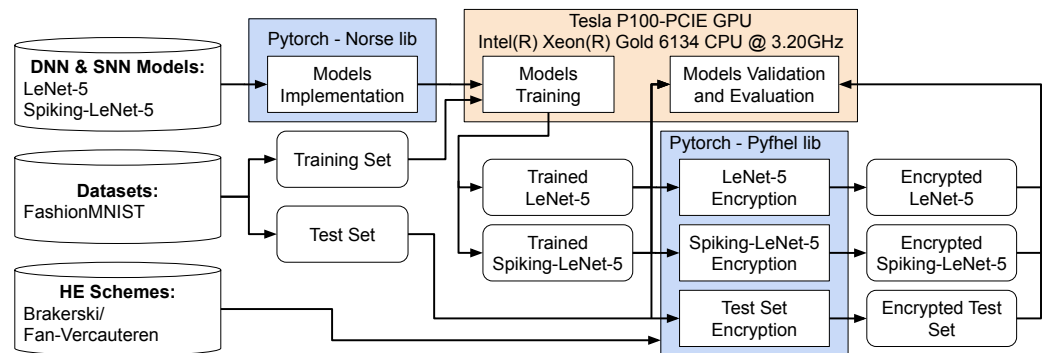 Tesla P100-PCIE GPU
Intel(R) Xeon(R) Gold 6134 CPU @ 3.20GHz
Pytorch - Norse lib
DNN & SNN Models:
LeNet-5
Spiking-LeNet-5
Models
Implementation
Models
Training
Models Validation
and Evaluation
Datasets:
FashionMNIST
Training Set
Test Set
Pytorch - Pyfhel lib
Trained
LeNet-5
LeNet-5
Encryption
Encrypted
LeNet-5
Trained
Spiking-LeNet-5
Spiking-LeNet-5
Encryption
Encrypted
Spiking-LeNet-5
HE Schemes:
Brakerski/
Fan-Vercauteren
Test Set
Encryption
Encrypted Test
Set